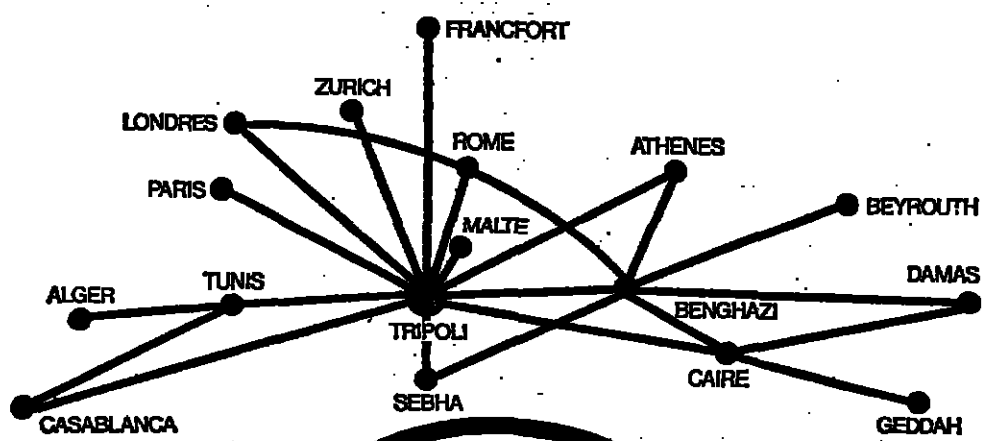 FRANCFORT
ZURICH
LONDRES
ROME
ATHENES
PARIS
BEYROUTH
MALTE
TUNIS
DAMAS
ALGER
BENGHAZI
TRIPOLI
CAIRE
SEBHA
CASABLANCA
GEDDAH